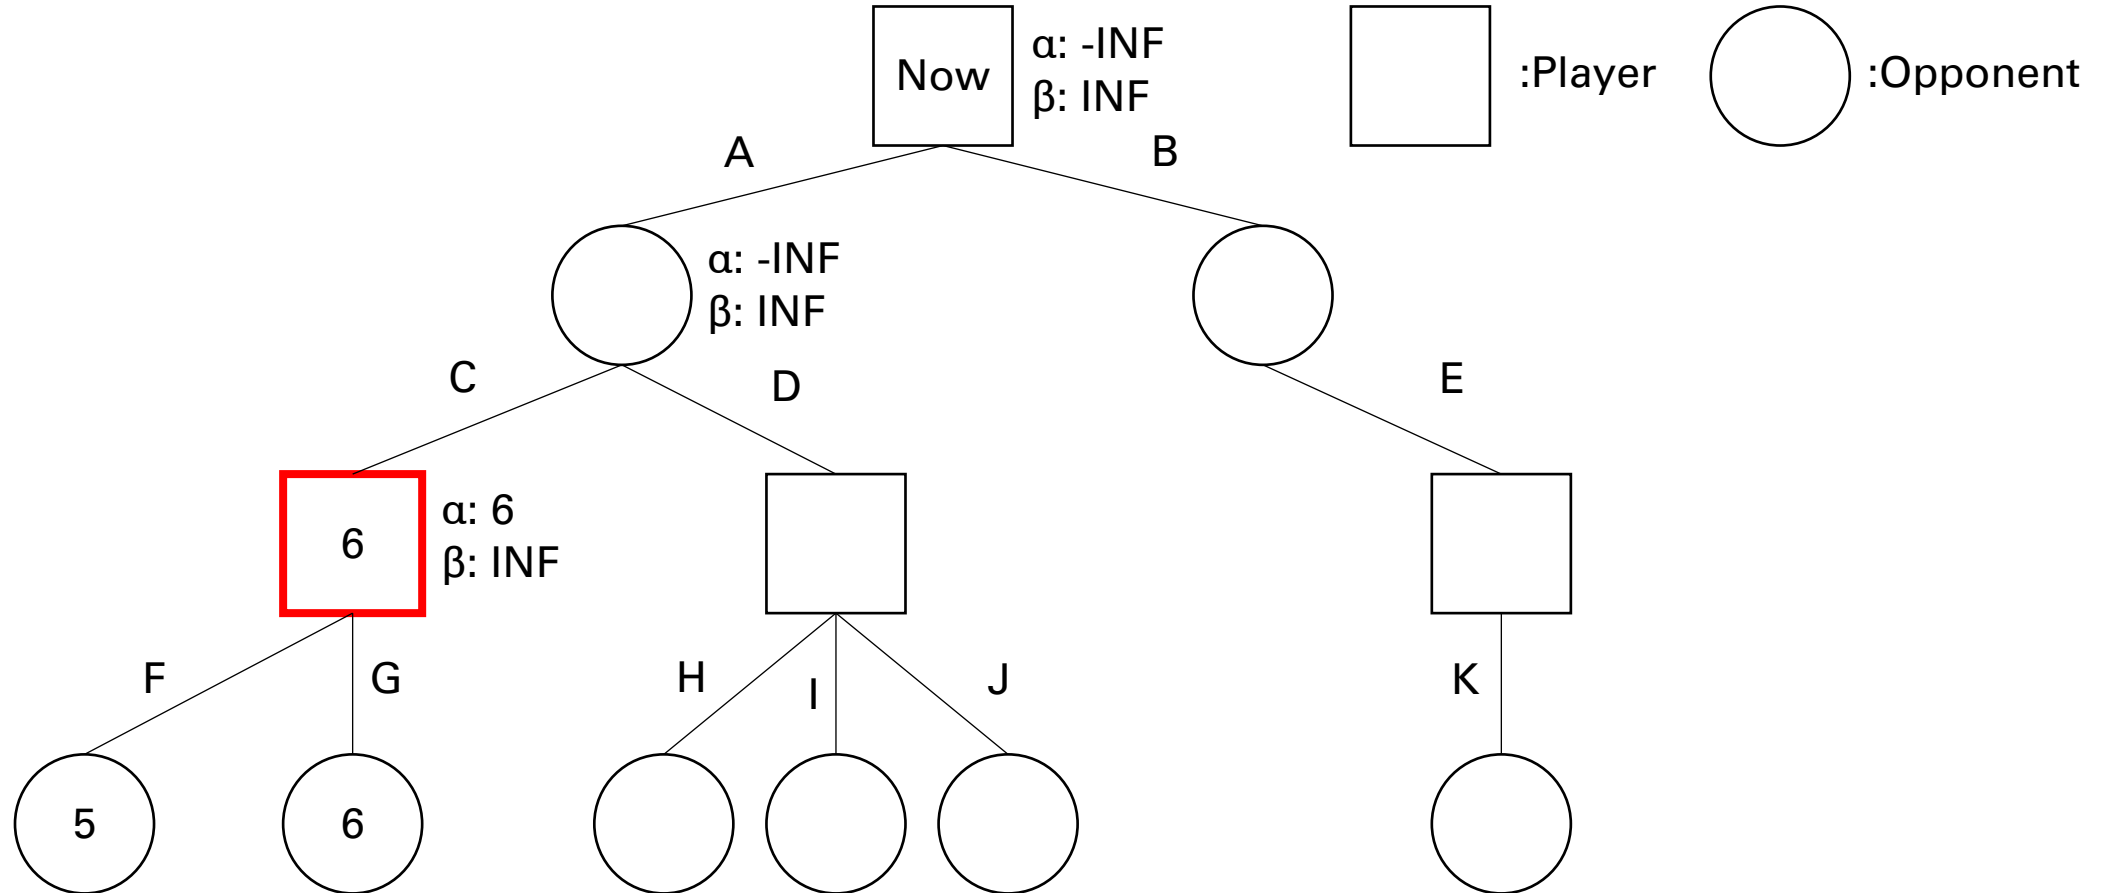 Now
α: -INF
β: INF
:Player
:Opponent
A
B
α: -INF
β: INF
C
D
E
6
α: 6
β: INF
F
G
H
I
J
K
5
6